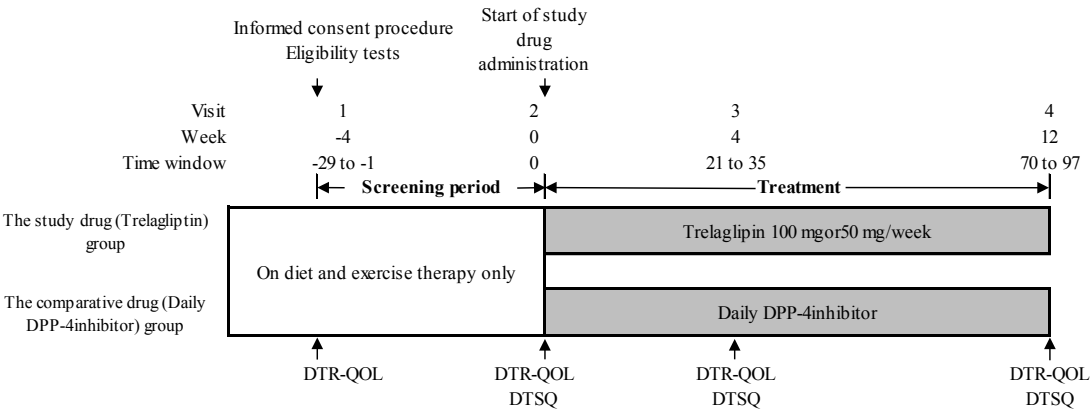 Informed consent procedure
Eligibility tests
Start of study
drug
administration
Visit 1 2 3 4
Week -4 0 4 12
Time window -29 to -1 0 21 to 35 70 to 97
Screening period Treatment
The study drug (Trelagliptin)
group
Trelaglipin 100 mgor50 mg/week
On diet and exercise therapy only
The comparative drug (Daily
DPP-4inhibitor) group
Daily DPP-4inhibitor
DTR-QOL DTR-QOL DTR-QOL DTR-QOL
DTSQ DTSQ DTSQ